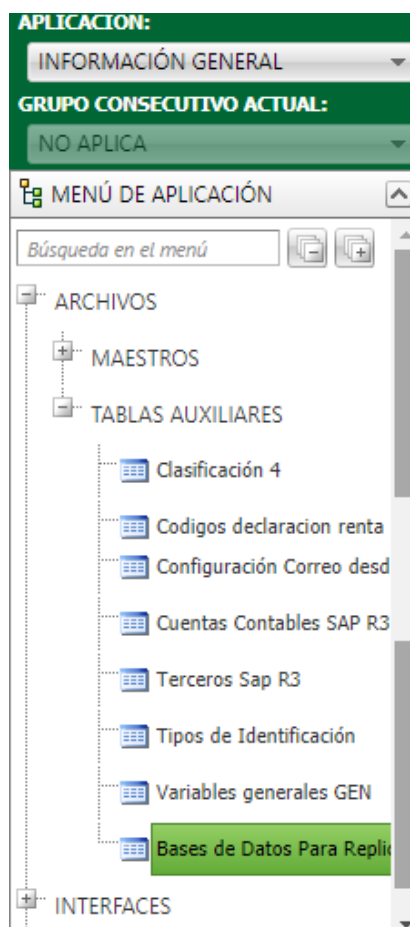 APLICACIÓN:
INFORMACIÓN GENERAL
GRUPO CONSECUTIVO ACTUAL:
NO APLICA
MENÚ DE APLICACIÓN
Búsqueda en el menú
ARCHIVOS
MAESTROS
TABLAS AUXILIARES
Clasificación 4
Codigos declaracion renta
Configuración Correo desd
Cuentas Contables SAP R3
Terceros Sap R3
Tipos de Identificación
Variables generales GEN
Bases de Datos Para Replic
INTERFACES